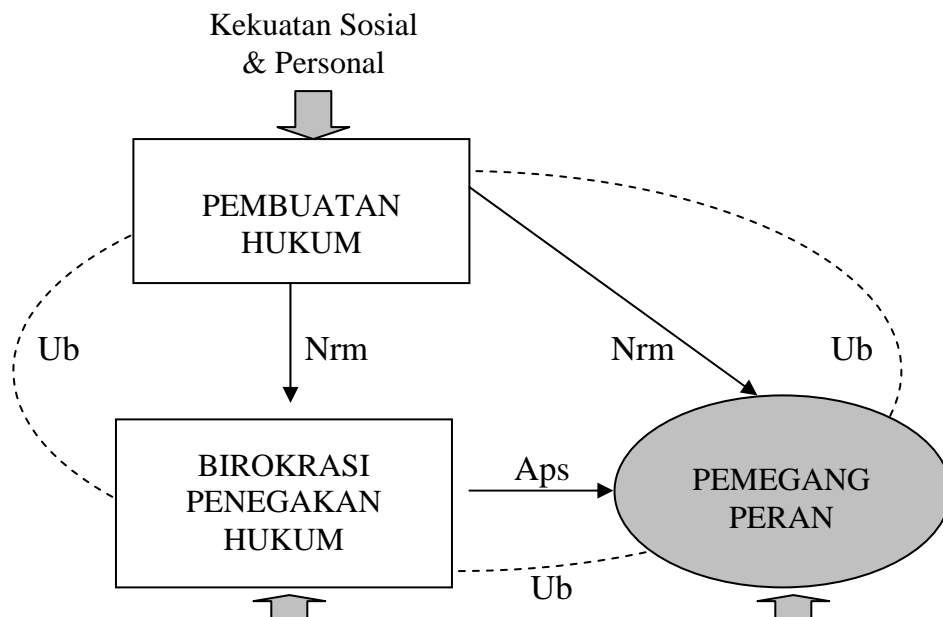 Kekuatan Sosial
& Personal
PEMBUATAN
HUKUM
Ub
Nrm
Nrm
Ub
BIROKRASI
PENEGAKAN
HUKUM
Aps
PEMEGANG
PERAN
Ub